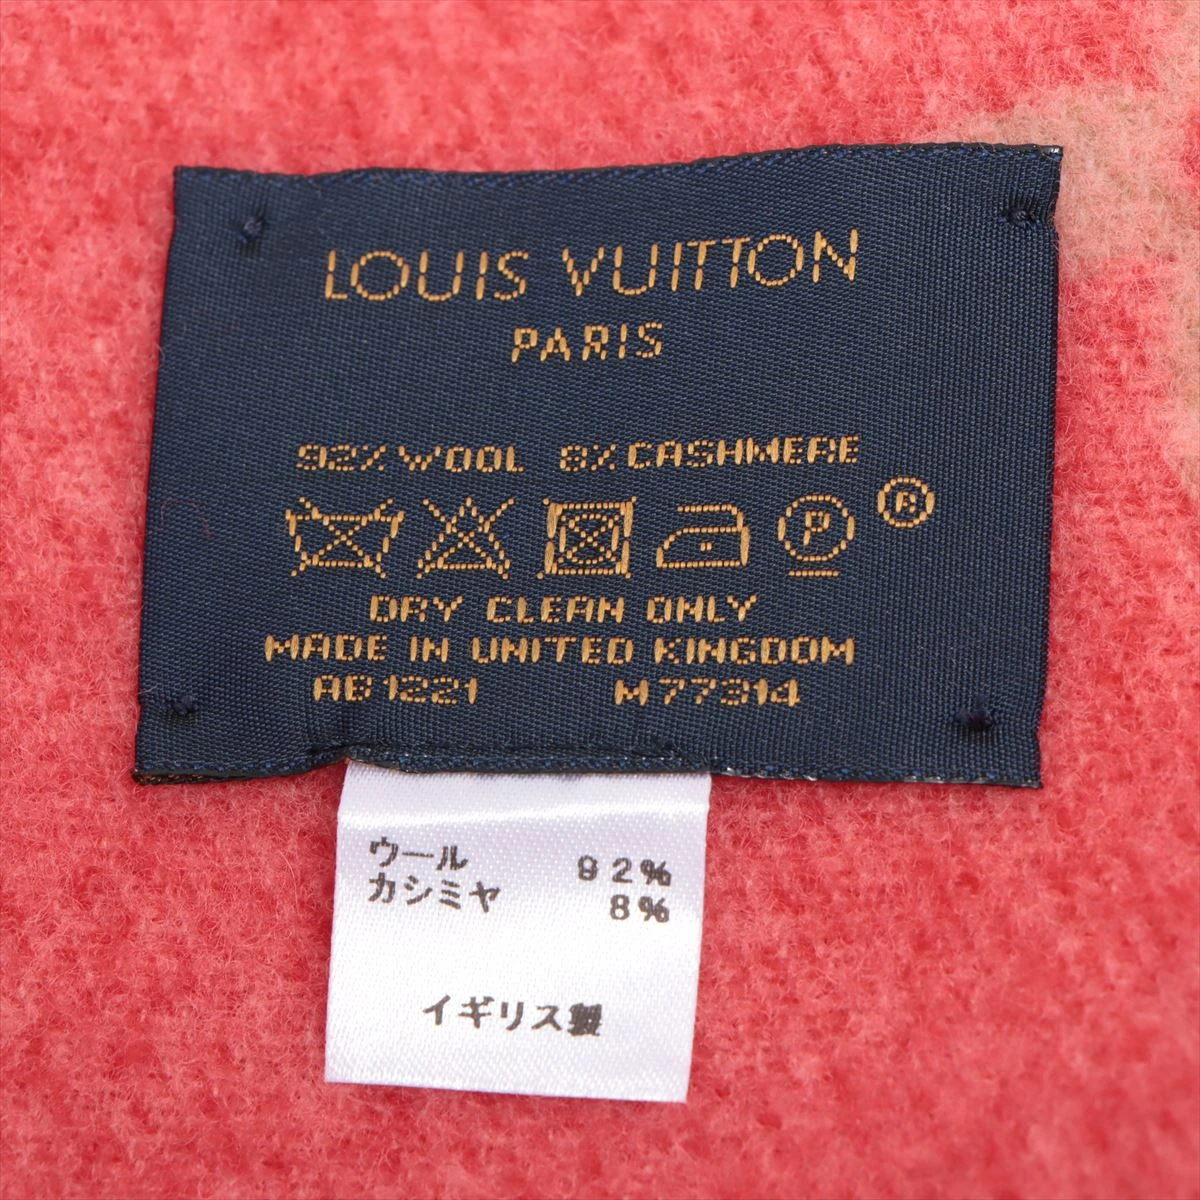 LOUIS VUITTON
PARIS
92% WOOL 8% CASHMERE
P ®
DRY CLEAN ONLY
MADE IN UNITED KINGDOM
AB1221 M77314
ウール 92%
カシミヤ 8%
イギリス製